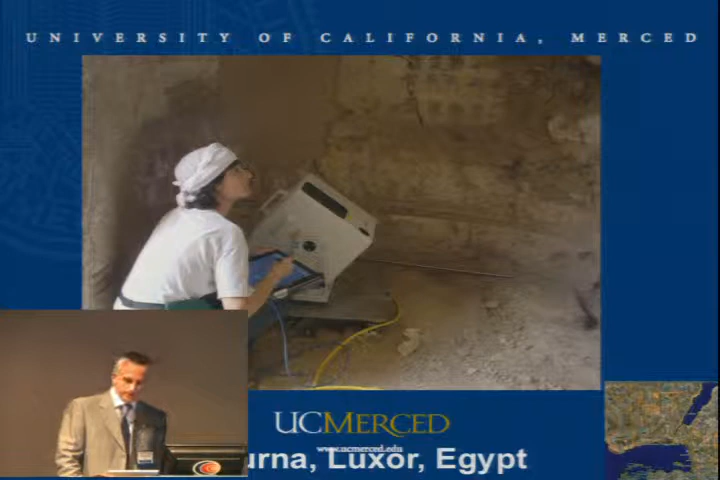 UNIVERSITY OF CALIFORNIA, MERCED
UCMERCED
www.ucmerced.edu
urna, Luxor, Egypt